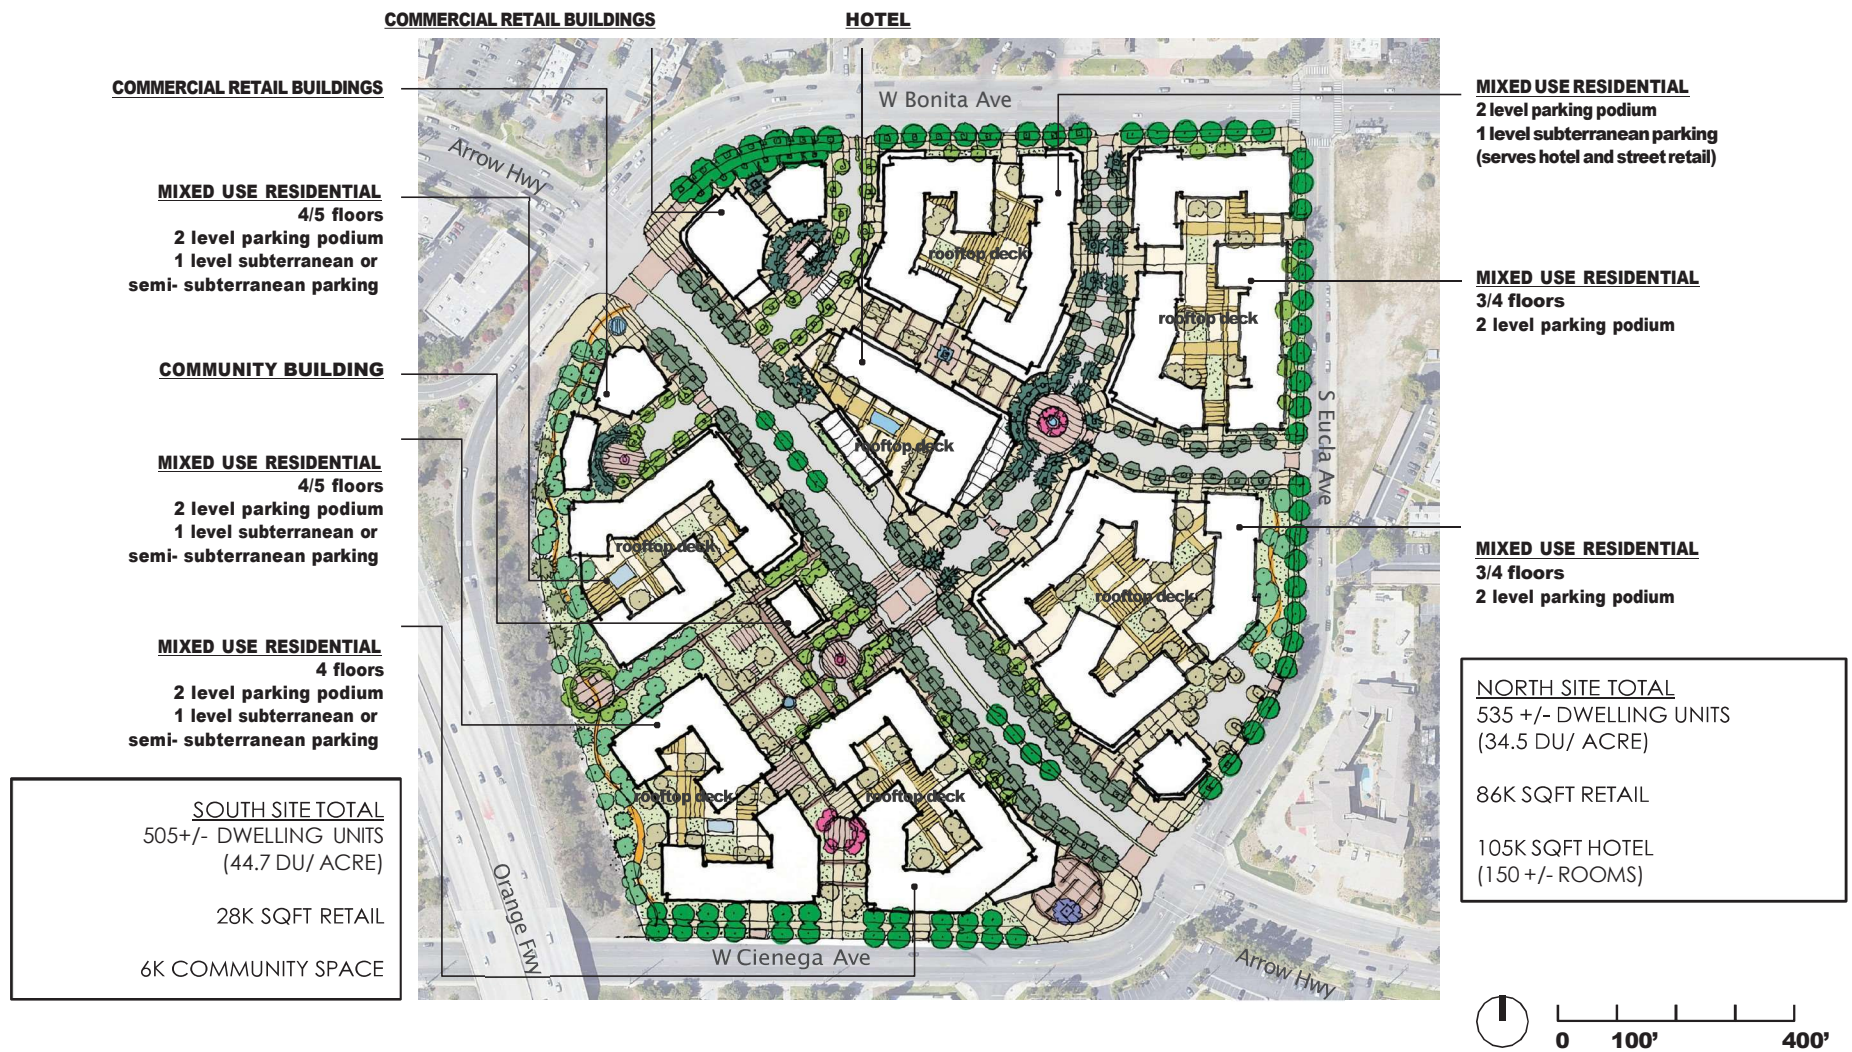 COMMERCIAL RETAIL BUILDINGS
HOTEL
COMMERCIAL RETAIL BUILDINGS
MIXED USE RESIDENTIAL
4/5 floors
2 level parking podium
1 level subterranean or
semi- subterranean parking
COMMUNITY BUILDING
MIXED USE RESIDENTIAL
4/5 floors
2 level parking podium
1 level subterranean or
semi- subterranean parking
MIXED USE RESIDENTIAL
4 floors
2 level parking podium
1 level subterranean or
semi- subterranean parking
SOUTH SITE TOTAL
505+/- DWELLING UNITS
(44.7 DU/ ACRE)
28K SQFT RETAIL
6K COMMUNITY SPACE
W Bonita Ave
Arrow Hwy
rooftop deck
rooftop deck
rooftop deck
rooftop deck
rooftop deck
rooftop deck
rooftop deck
S Eucla Ave
Orange Fwy
W Cienega Ave
Arrow Hwy
MIXED USE RESIDENTIAL
2 level parking podium
1 level subterranean parking
(serves hotel and street retail)
MIXED USE RESIDENTIAL
3/4 floors
2 level parking podium
MIXED USE RESIDENTIAL
3/4 floors
2 level parking podium
NORTH SITE TOTAL
535 +/- DWELLING UNITS
(34.5 DU/ ACRE)
86K SQFT RETAIL
105K SQFT HOTEL
(150 +/- ROOMS)
0 100' 400'